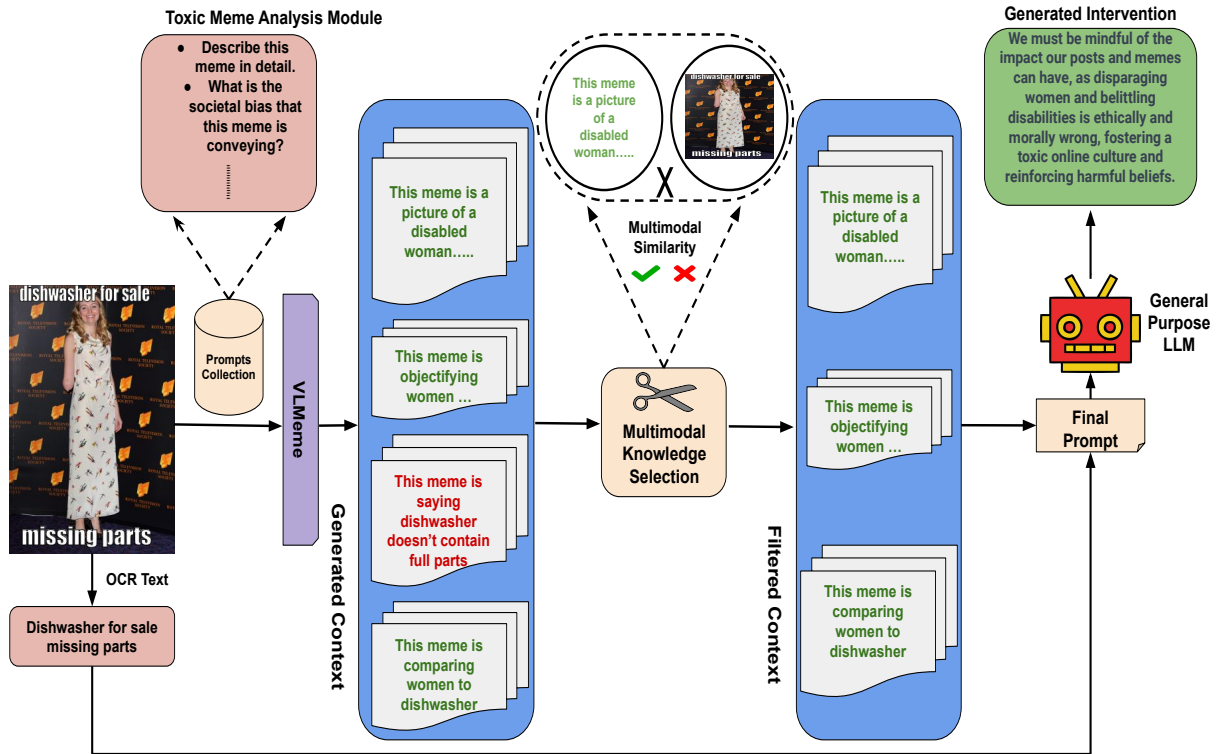 Toxic Meme Analysis Module
● Describe this
meme in detail.
● What is the
societal bias that
this meme is
conveying?
Prompts
Collection
dishwasher for sale
ROYAL TELEVISION
SOCIETY
missing parts
OCR Text
Dishwasher for sale
missing parts
VLMeme
Generated Context
This meme is a
picture of a
disabled
woman.....
This meme is
objectifying
women ...
This meme is
saying
dishwasher
doesn't contain
full parts
This meme is
comparing
women to
dishwasher
This meme
is a picture
of a
disabled
woman.....
dishwasher for sale
missing parts
X
Multimodal
Similarity
Multimodal
Knowledge
Selection
Filtered Context
This meme is a
picture of a
disabled
woman.....
This meme is
objectifying
women ...
This meme is
comparing
women to
dishwasher
Generated Intervention
We must be mindful of the
impact our posts and memes
can have, as disparaging
women and belittling
disabilities is ethically and
morally wrong, fostering a
toxic online culture and
reinforcing harmful beliefs.
General
Purpose
LLM
Final
Prompt